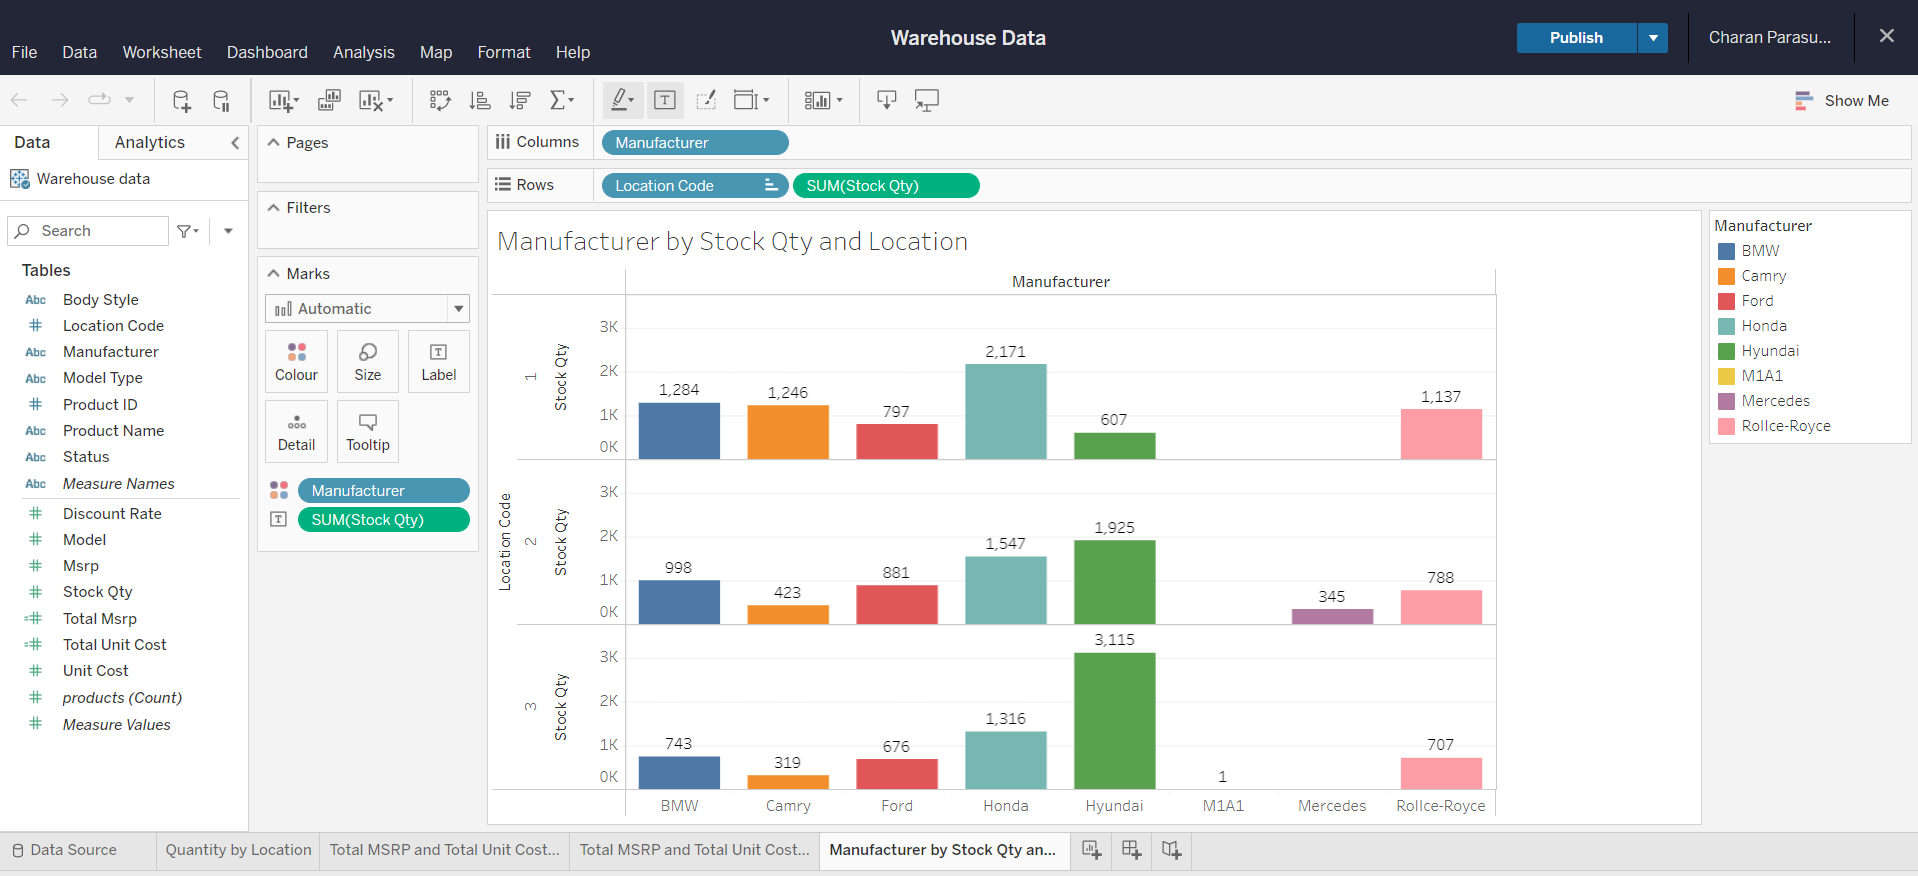 Warehouse Data
File Data Worksheet Dashboard Analysis Map Format Help
Publish
Charan Parasu...
Show Me
Data Analytics
Warehouse data
Search
Tables
Abc Body Style
Location Code
Abc Manufacturer
Abc Model Type
Product ID
Abc Product Name
Abc Status
Abc Measure Names
Discount Rate
Model
Msrp
Stock Qty
Total Msrp
Total Unit Cost
Unit Cost
products (Count)
Measure Values
Pages
Filters
Marks
Automatic
Colour Size Label
Detail Tooltip
Manufacturer
SUM(Stock Qty)
Columns Manufacturer
Rows Location Code SUM(Stock Qty)
Manufacturer by Stock Qty and Location
Manufacturer
Location Code
1
Stock Qty
3K
2K
1K
0K
1,284 1,246 797 2,171 607 1,137
2
Stock Qty
3K
2K
1K
0K
998 423 881 1,547 1,925 345 788
3
Stock Qty
3K
2K
1K
0K
743 319 676 1,316 3,115 1 707
BMW Camry Ford Honda Hyundai M1A1 Mercedes Rollce-Royce
Manufacturer
BMW
Camry
Ford
Honda
Hyundai
M1A1
Mercedes
Rollce-Royce
Data Source Quantity by Location Total MSRP and Total Unit Cost... Total MSRP and Total Unit Cost... Manufacturer by Stock Qty an...